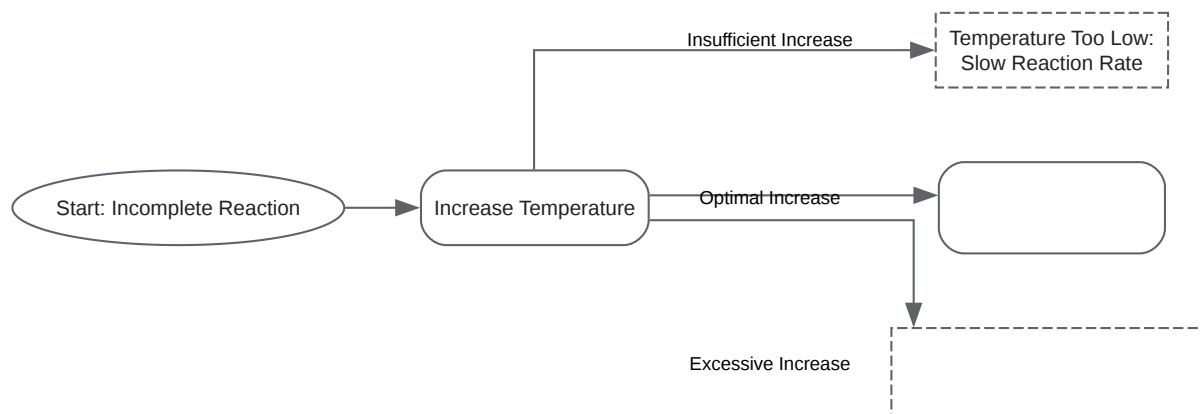 Insufficient Increase
Temperature Too Low:
Slow Reaction Rate
Start: Incomplete Reaction
Increase Temperature
Optimal Increase
Excessive Increase